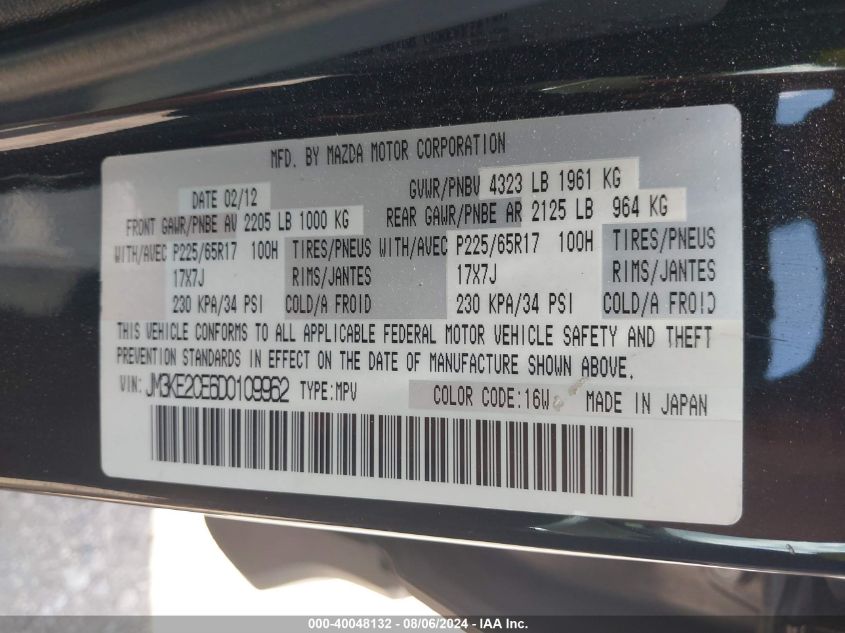 MFD. BY MAZDA MOTOR CORPORATION
DATE 02/12 GVWR/PNBV 4323 LB 1961 KG
FRONT GAWR/PNBE AV 2205 LB 1000 KG REAR GAWR/PNBE AR 2125 LB 964 KG
WITH/AVEC P225/65R17 100H TIRES/PNEUS WITH/AVEC P225/65R17 100H TIRES/PNEUS
17X7J RIMS/JANTES 17X7J RIMS/JANTES
230 KPA/34 PSI COLD/A FROID 230 KPA/34 PSI COLD/A FROID
THIS VEHICLE CONFORMS TO ALL APPLICABLE FEDERAL MOTOR VEHICLE SAFETY AND THEFT
PREVENTION STANDARDS IN EFFECT ON THE DATE OF MANUFACTURE SHOWN ABOVE.
VIN: JM3KE2CE6D0109962 TYPE:MPV COLOR CODE:16W MADE IN JAPAN
000-40048132 - 08/06/2024 - IAA Inc.